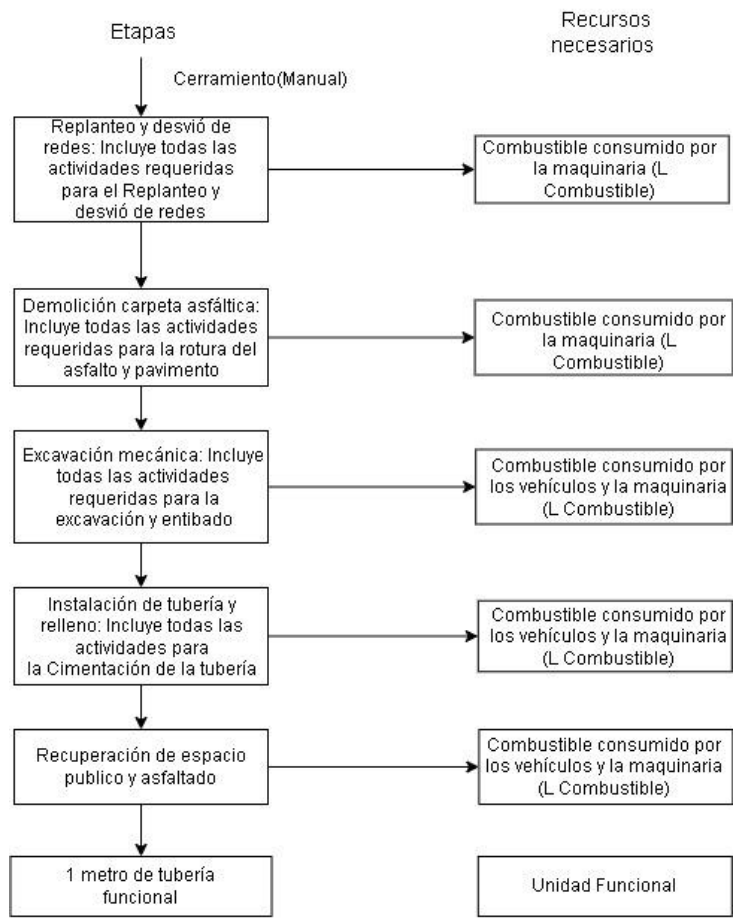 Etapas
Recursos
necesarios
Cerramiento(Manual)
Replanteo y desvió de
redes: Incluye todas las
actividades requeridas
para el Replanteo y
desvió de redes
Combustible consumido por
la maquinaria (L
Combustible)
Demolición carpeta asfáltica:
Incluye todas las actividades
requeridas para la rotura del
asfalto y pavimento
Combustible consumido por
la maquinaria (L
Combustible)
Excavación mecánica: Incluye
todas las actividades
requeridas para la
excavación y entibado
Combustible consumido por
los vehículos y la maquinaria
(L Combustible)
Instalación de tubería y
relleno: Incluye todas las
actividades para
la Cimentación de la tubería
Combustible consumido por
los vehículos y la maquinaria
(L Combustible)
Recuperación de espacio
publico y asfaltado
Combustible consumido por
los vehículos y la maquinaria
(L Combustible)
1 metro de tubería
funcional
Unidad Funcional